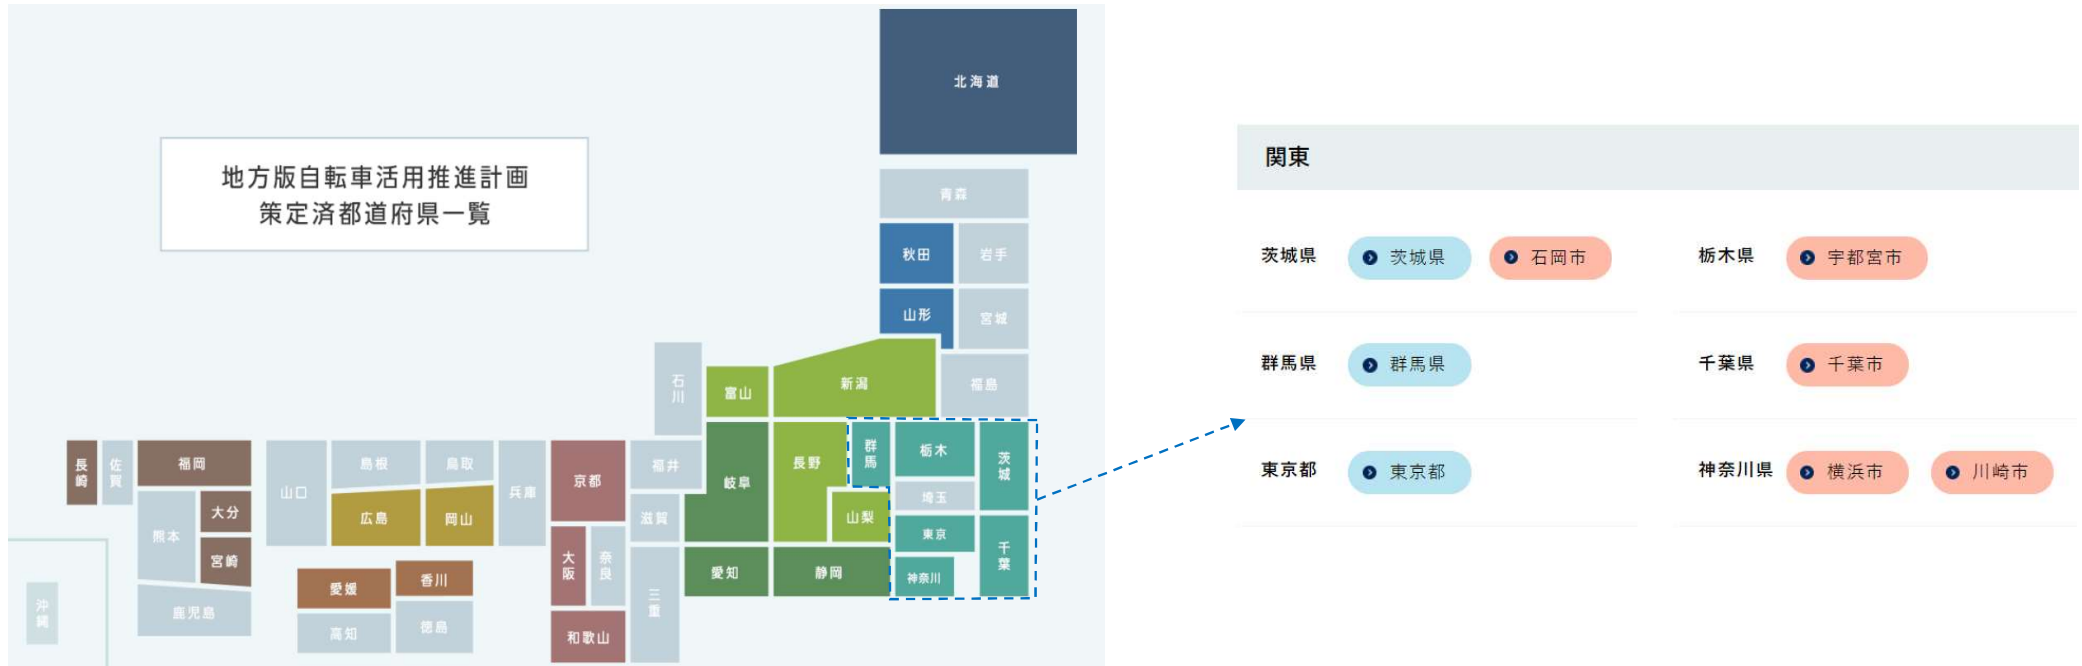 地方版自転車活用推進計画
策定済都道府県一覧
北海道
青森
秋田
岩手
山形
宮城
石川
富山
新潟
福島
長崎
佐賀
福岡
山口
島根
鳥取
兵庫
京都
福井
岐阜
長野
群馬
栃木
茨城
埼玉
熊本
大分
広島
岡山
滋賀
山梨
東京
千葉
宮崎
大阪
奈良
愛知
静岡
神奈川
沖縄
鹿児島
愛媛
香川
高知
徳島
三重
和歌山
関東
茨城県 茨城県 石岡市
栃木県 宇都宮市
群馬県 群馬県
千葉県 千葉市
東京都 東京都
神奈川県 横浜市 川崎市